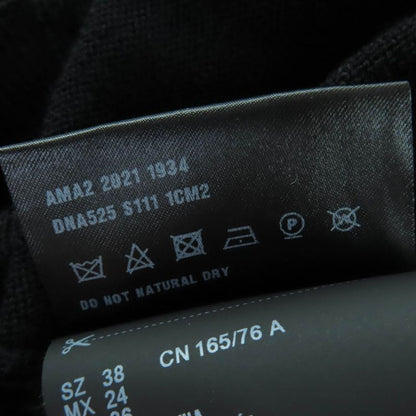 AMA2 2021 1934
DNA525 S111 1CM2
P
W
DO NOT NATURAL DRY
CN 165/76 A
SZ 38
MX 24